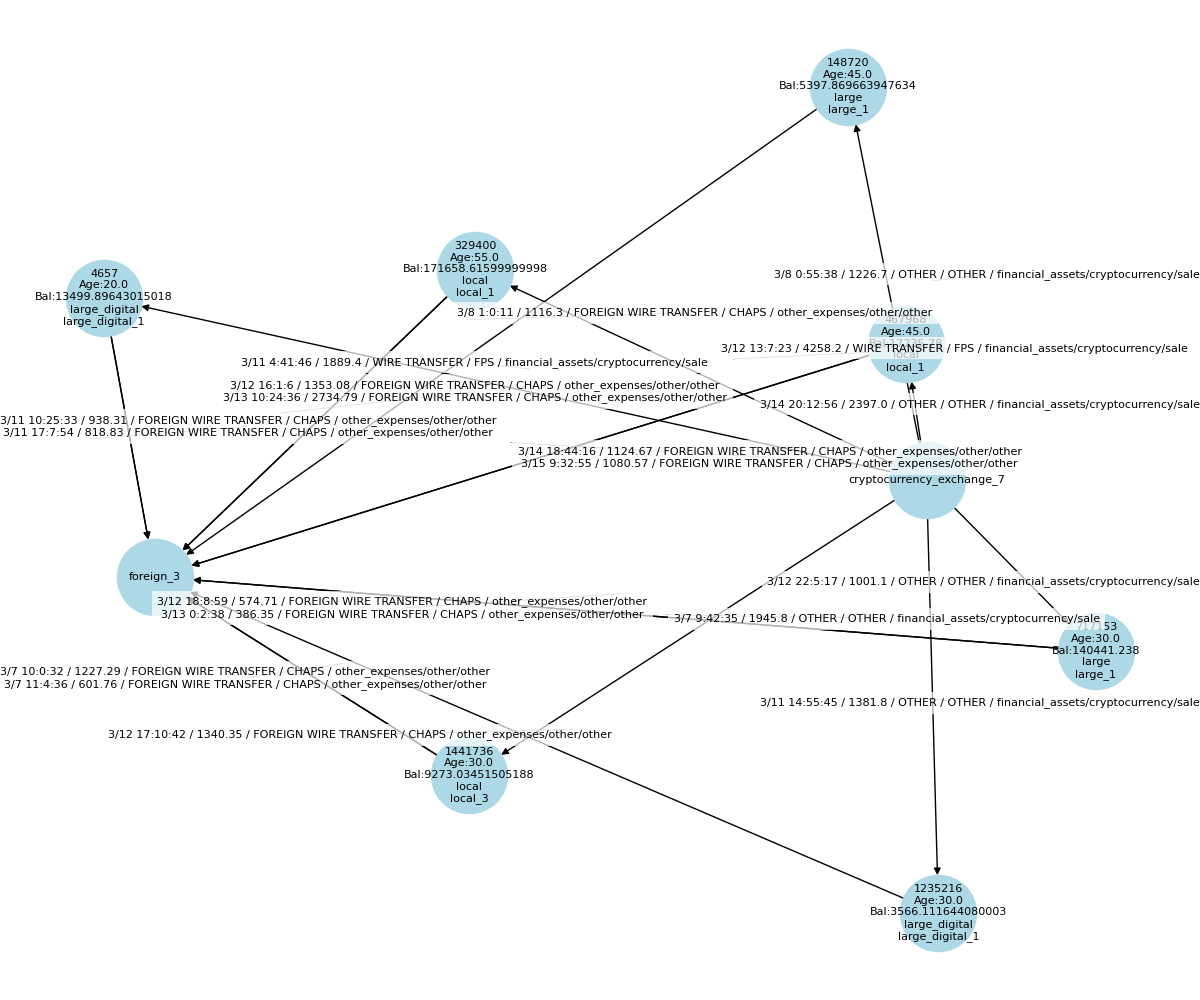 148720
Age:45.0
Bal:5397.869663947634
large
large_1
329400
Age:55.0
Bal:171658.61599999998
local
local_1
4657
Age:20.0
Bal:13499.89643015018
large_digital
large_digital_1
3/8 0:55:38 / 1226.7 / OTHER / OTHER / financial_assets/cryptocurrency/sale
3/8 1:0:11 / 1116.3 / FOREIGN WIRE TRANSFER / CHAPS / other_expenses/other/other
467968
Age:45.0
local
local_1
3/12 13:7:23 / 4258.2 / WIRE TRANSFER / FPS / financial_assets/cryptocurrency/sale
3/11 4:41:46 / 1889.4 / WIRE TRANSFER / FPS / financial_assets/cryptocurrency/sale
3/12 16:1:6 / 1353.08 / FOREIGN WIRE TRANSFER / CHAPS / other_expenses/other/other
3/13 10:24:36 / 2734.79 / FOREIGN WIRE TRANSFER / CHAPS / other_expenses/other/other
3/14 20:12:56 / 2397.0 / OTHER / OTHER / financial_assets/cryptocurrency/sale
3/11 10:25:33 / 938.31 / FOREIGN WIRE TRANSFER / CHAPS / other_expenses/other/other
3/11 17:7:54 / 818.83 / FOREIGN WIRE TRANSFER / CHAPS / other_expenses/other/other
3/14 18:44:16 / 1124.67 / FOREIGN WIRE TRANSFER / CHAPS / other_expenses/other/other
3/15 9:32:55 / 1080.57 / FOREIGN WIRE TRANSFER / CHAPS / other_expenses/other/other
cryptocurrency_exchange_7
foreign_3
3/12 22:5:17 / 1001.1 / OTHER / OTHER / financial_assets/cryptocurrency/sale
3/12 18:8:59 / 574.71 / FOREIGN WIRE TRANSFER / CHAPS / other_expenses/other/other
3/13 0:2:38 / 386.35 / FOREIGN WIRE TRANSFER / CHAPS / other_expenses/other/other
3/7 9:42:35 / 1945.8 / OTHER / OTHER / financial_assets/cryptocurrency/sale
717153
Age:30.0
Bal:140441.238
large
large_1
3/7 10:0:32 / 1227.29 / FOREIGN WIRE TRANSFER / CHAPS / other_expenses/other/other
3/7 11:4:36 / 601.76 / FOREIGN WIRE TRANSFER / CHAPS / other_expenses/other/other
3/11 14:55:45 / 1381.8 / OTHER / OTHER / financial_assets/cryptocurrency/sale
3/12 17:10:42 / 1340.35 / FOREIGN WIRE TRANSFER / CHAPS / other_expenses/other/other
1441736
Age:30.0
Bal:9273.03451505188
local
local_3
1235216
Age:30.0
Bal:3566.111644080003
large_digital
large_digital_1